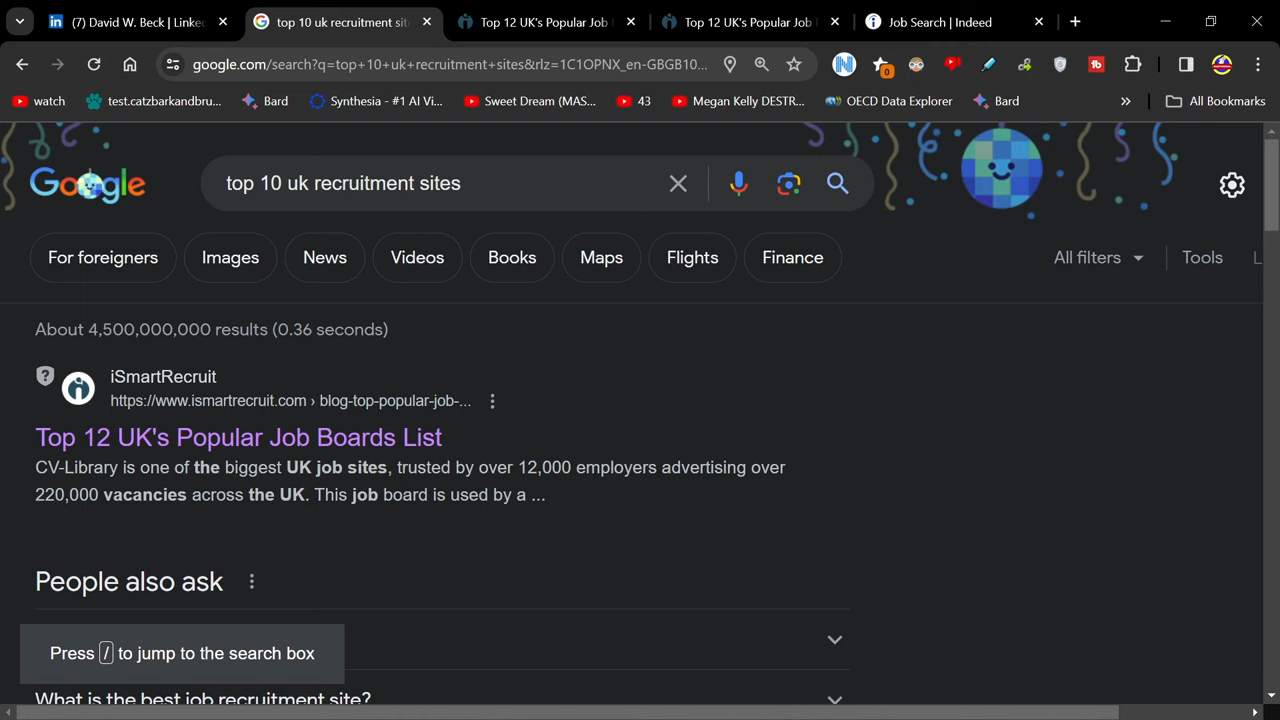 (7) David W. Beck | Linke
top 10 uk recruitment sit
Top 12 UK's Popular Job
Top 12 UK's Popular Job
Job Search | Indeed
google.com/search?q=top+10+uk+recruitment+sites&rlz=1C1OPNX_en-GBGB10...
0
watch
test.catzbarkandbru...
Bard
Synthesia - #1 AI Vi...
Sweet Dream (MAS...
43
Megan Kelly DESTR...
OECD Data Explorer
Bard
All Bookmarks
Google
top 10 uk recruitment sites
For foreigners
Images
News
Videos
Books
Maps
Flights
Finance
All filters
Tools
About 4,500,000,000 results (0.36 seconds)
iSmartRecruit
https://www.ismartrecruit.com › blog-top-popular-job-...
Top 12 UK's Popular Job Boards List
CV-Library is one of the biggest UK job sites, trusted by over 12,000 employers advertising over
220,000 vacancies across the UK. This job board is used by a ...
People also ask
Press / to jump to the search box
What is the best job recruitment site?